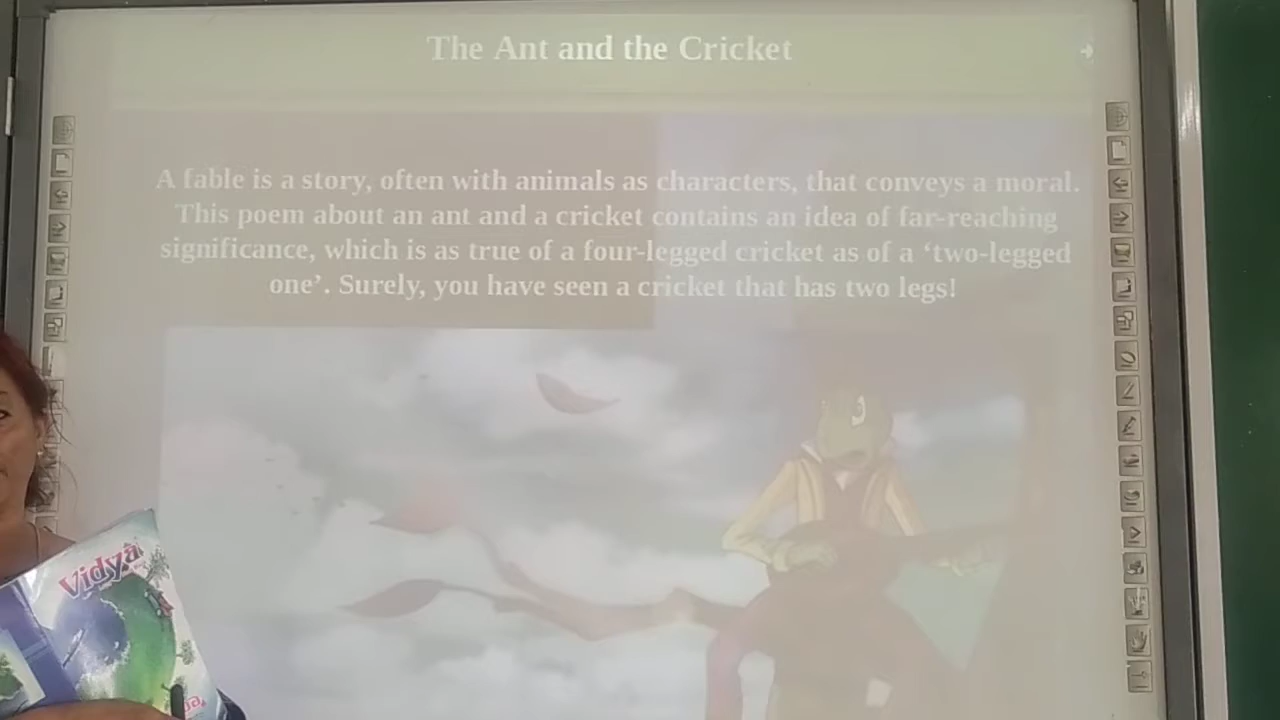 The Ant and the Cricket
A fable is a story, often with animals as characters, that conveys a moral.
This poem about an ant and a cricket contains an idea of far-reaching
significance, which is as true of a four-legged cricket as of a ‘two-legged
one’. Surely, you have seen a cricket that has two legs!
Vidya